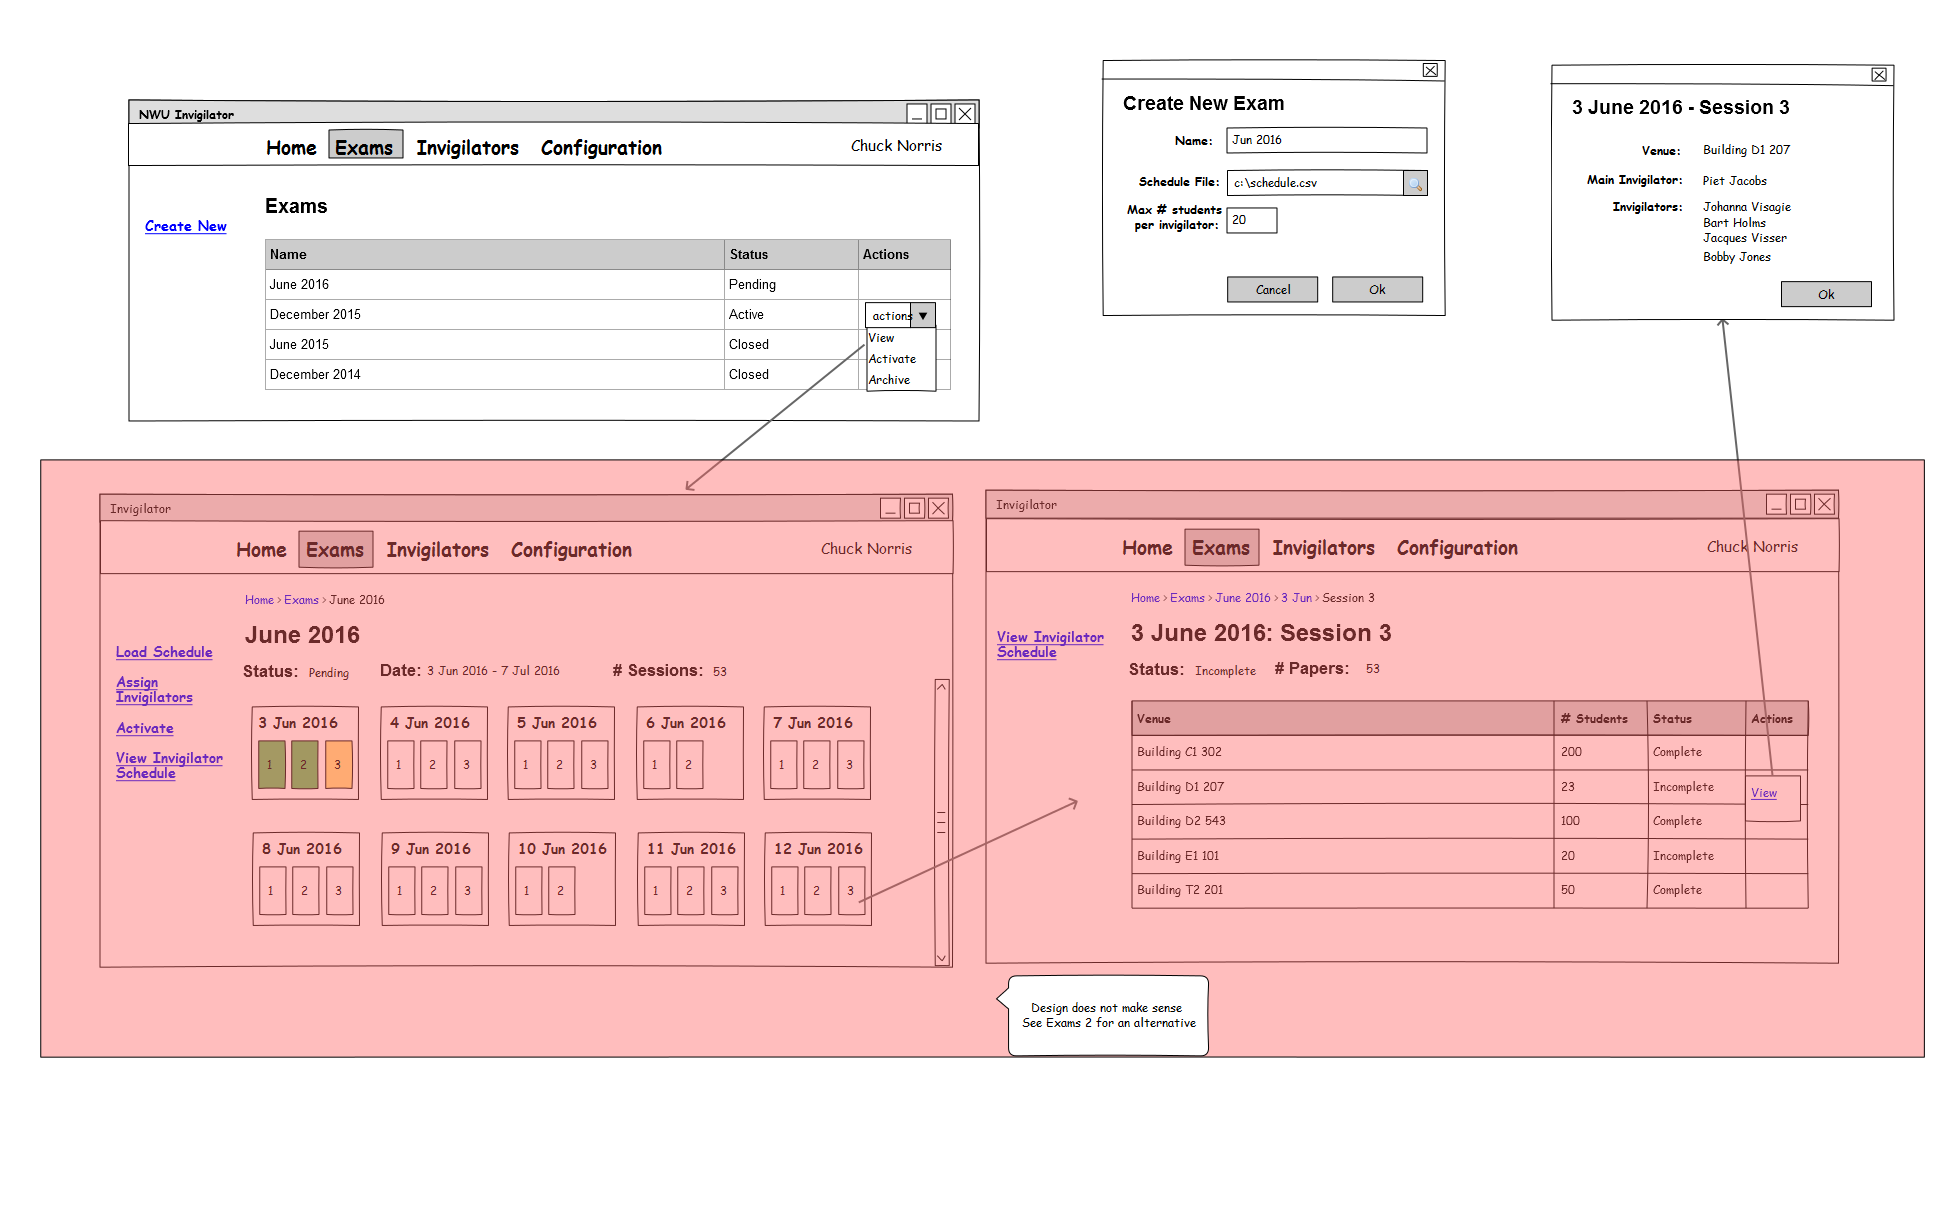 NWU Invigilator
Home Exams Invigilators Configuration Chuck Norris
Create New
Exams
Name Status Actions
June 2016 Pending
December 2015 Active actions
View
June 2015 Closed
Activate
December 2014 Closed
Archive
Create New Exam
Name: Jun 2016
Schedule File: c:\schedule.csv
Max # students
per invigilator: 20
Cancel Ok
3 June 2016 - Session 3
Venue: Building D1 207
Main Invigilator: Piet Jacobs
Invigilators: Johanna Visagie
Bart Holms
Jacques Visser
Bobby Jones
Ok
Invigilator
Home Exams Invigilators Configuration Chuck Norris
Home > Exams > June 2016
June 2016
Status: Pending Date: 3 Jun 2016 - 7 Jul 2016 # Sessions: 53
Load Schedule
Assign
Invigilators
Activate
View Invigilator
Schedule
3 Jun 2016 4 Jun 2016 5 Jun 2016 6 Jun 2016 7 Jun 2016
1 2 3 1 2 3 1 2 3 1 2 1 2 3
8 Jun 2016 9 Jun 2016 10 Jun 2016 11 Jun 2016 12 Jun 2016
1 2 3 1 2 3 1 2 1 2 3 1 2 3
Invigilator
Home Exams Invigilators Configuration Chuck Norris
Home > Exams > June 2016 > 3 Jun > Session 3
View Invigilator
Schedule
3 June 2016: Session 3
Status: Incomplete # Papers: 53
Venue # Students Status Actions
Building C1 302 200 Complete
Building D1 207 23 Incomplete View
Building D2 543 100 Complete
Building E1 101 20 Incomplete
Building T2 201 50 Complete
Design does not make sense
See Exams 2 for an alternative